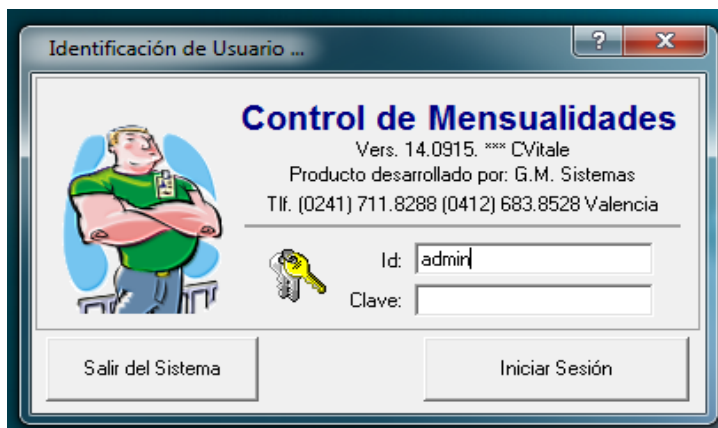 Identificación de Usuario ...
Control de Mensualidades
Vers. 14.0915. *** CVitale
Producto desarrollado por: G.M. Sistemas
Tlf. (0241) 711.8288 (0412) 683.8528 Valencia
Id: admin
Clave:
Salir del Sistema
Iniciar Sesión